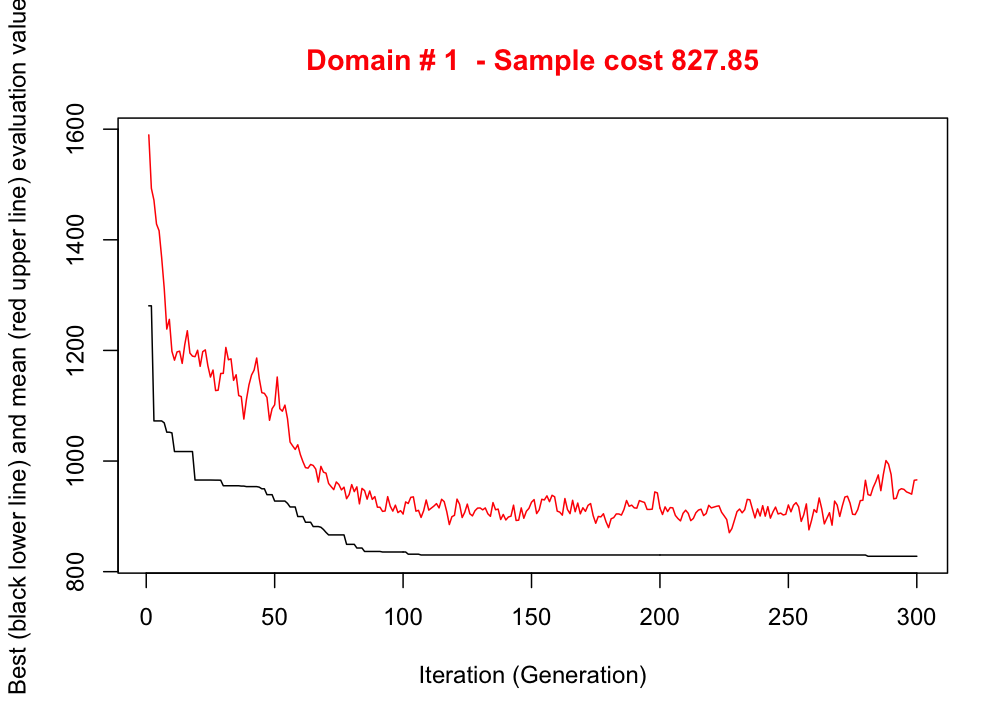 Domain # 1  - Sample cost 827.85
Best (black lower line) and mean (red upper line) evaluation value
1600
1400
1200
1000
800
0 50 100 150 200 250 300
Iteration (Generation)